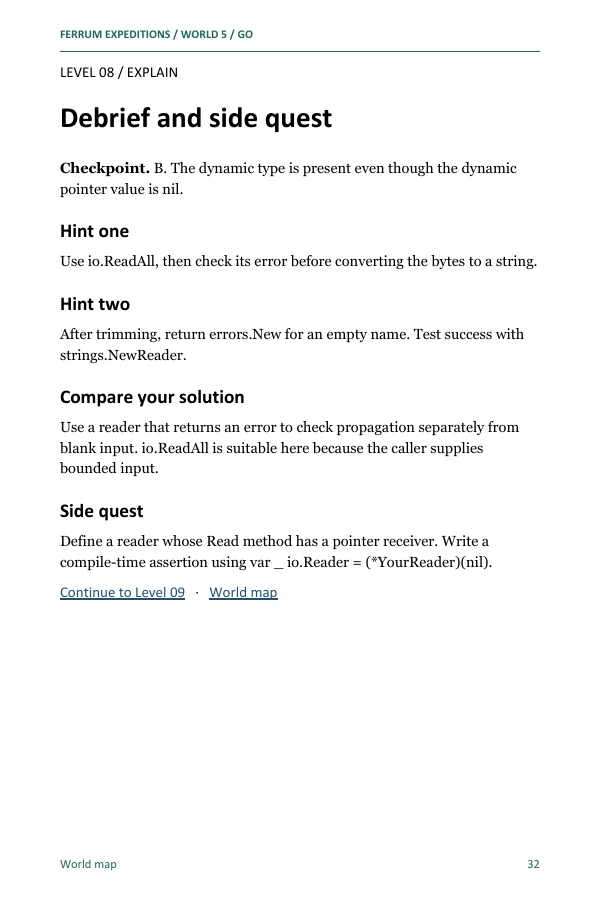 FERRUM EXPEDITIONS / WORLD 5 / GO
LEVEL 08 / EXPLAIN
Debrief and side quest
Checkpoint. B. The dynamic type is present even though the dynamic
pointer value is nil.
Hint one
Use io.ReadAll, then check its error before converting the bytes to a string.
Hint two
After trimming, return errors.New for an empty name. Test success with
strings.NewReader.
Compare your solution
Use a reader that returns an error to check propagation separately from
blank input. io.ReadAll is suitable here because the caller supplies
bounded input.
Side quest
Define a reader whose Read method has a pointer receiver. Write a
compile-time assertion using var _ io.Reader = (*YourReader)(nil).
Continue to Level 09 · World map
World map 32